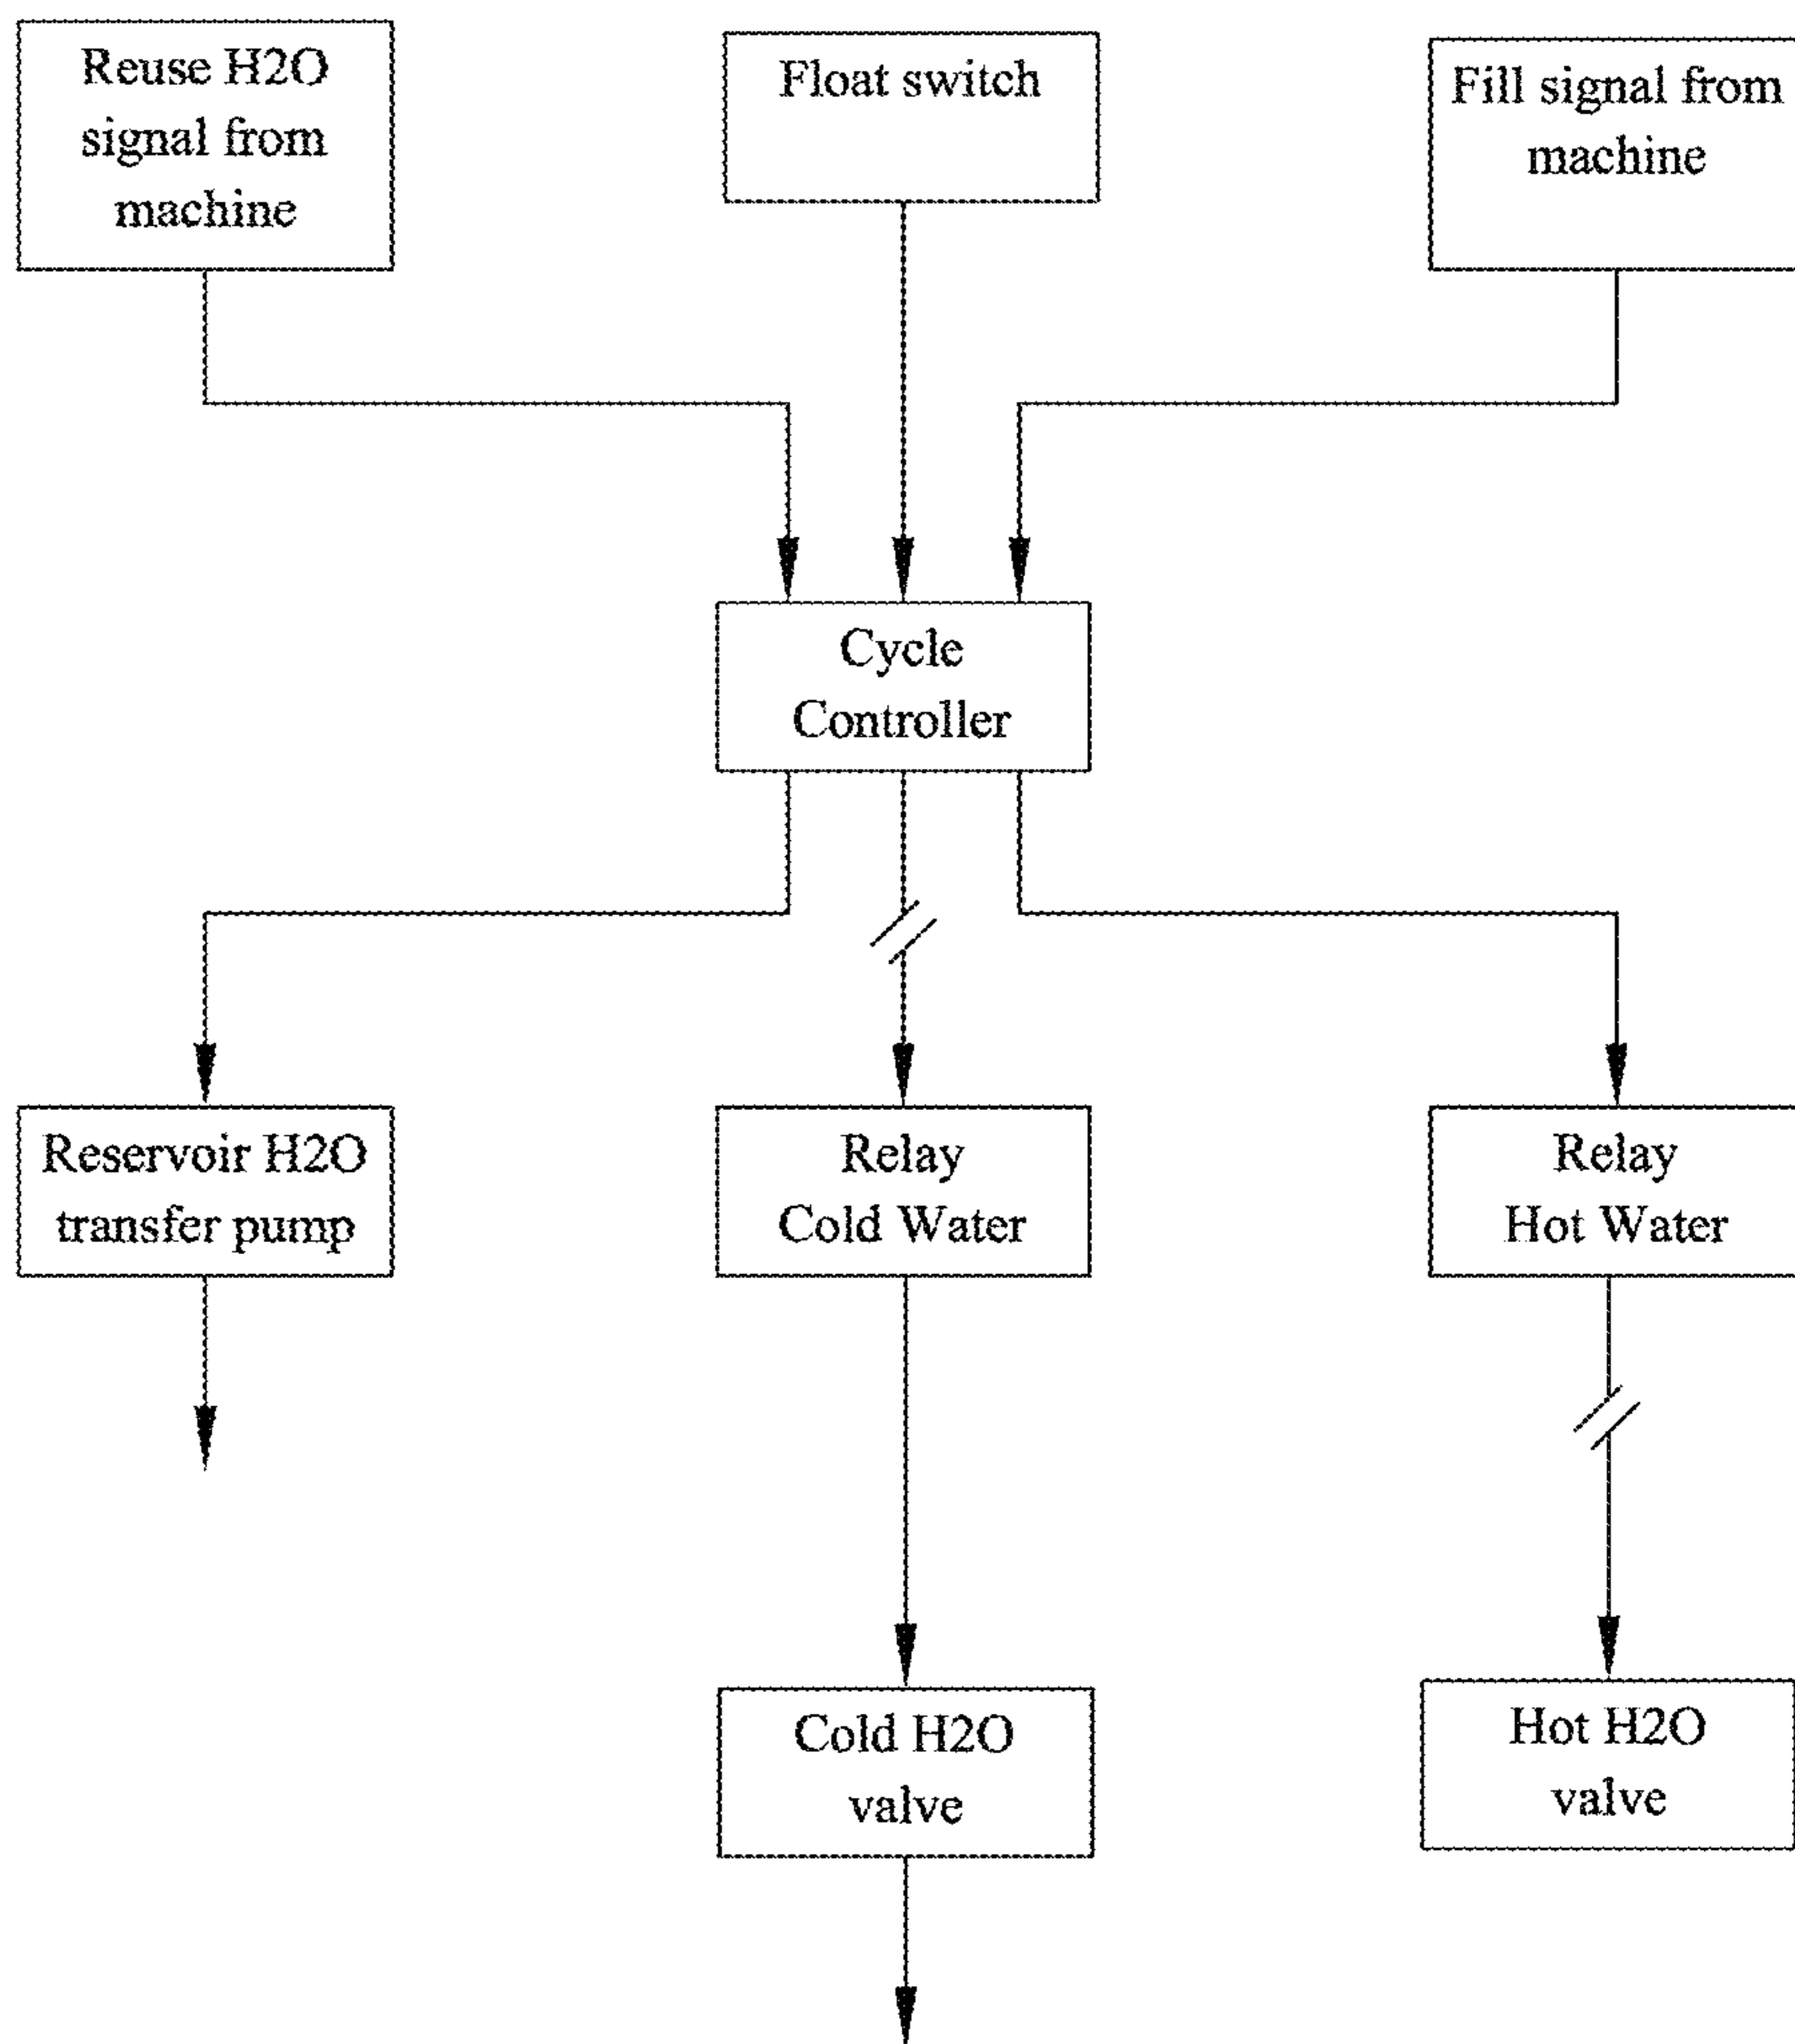 Reuse H2O
signal from
machine
Float switch
Fill signal from
machine
Cycle
Controller
Reservoir H2O
transfer pump
Relay
Cold Water
Relay
Hot Water
Cold H2O
valve
Hot H2O
valve